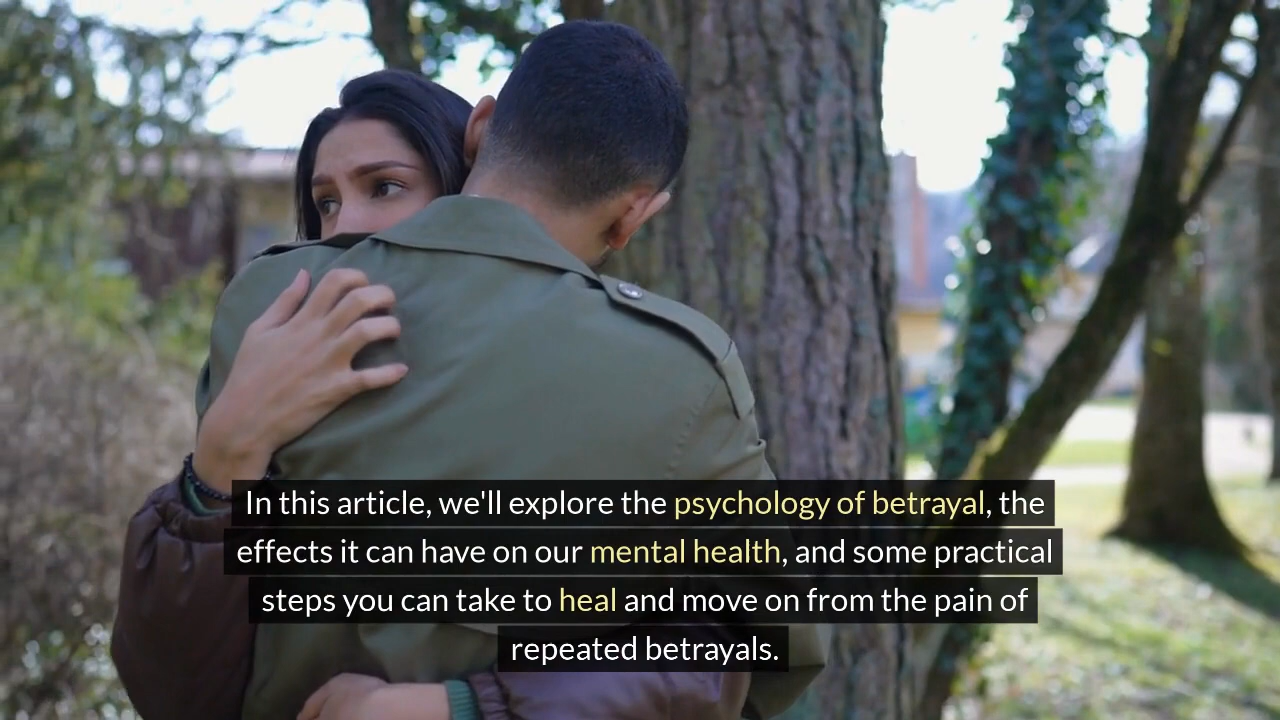 In this article, we'll explore the psychology of betrayal, the
effects it can have on our mental health, and some practical
steps you can take to heal and move on from the pain of
repeated betrayals.